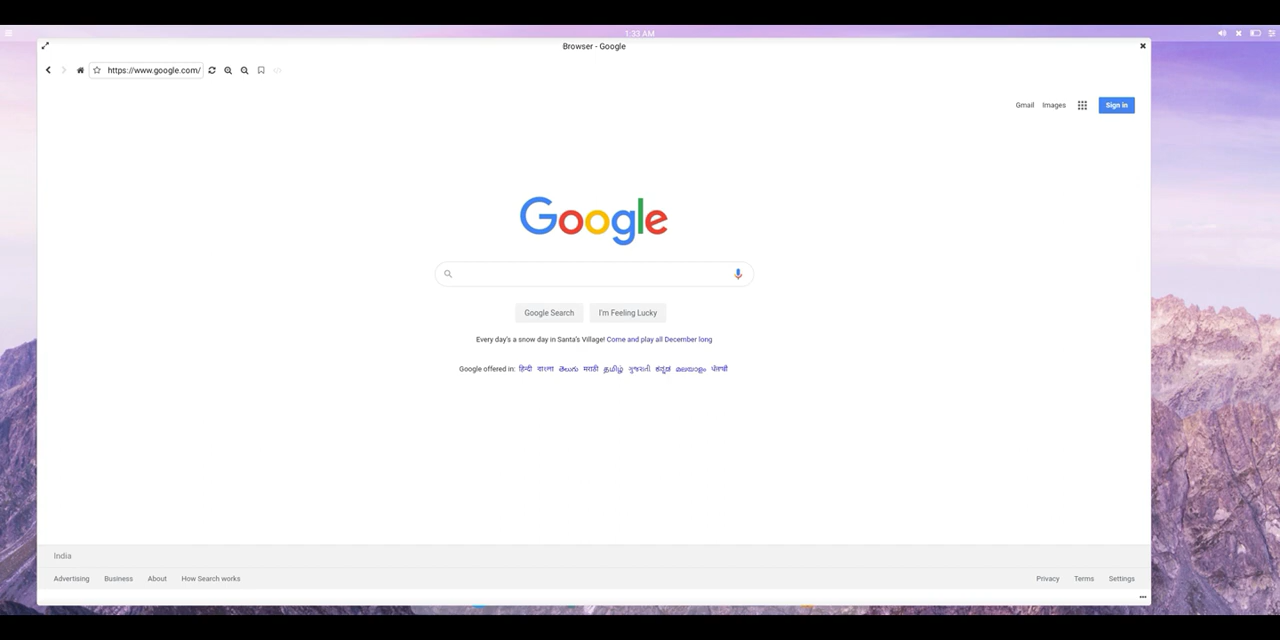 1:33 AM
Browser - Google
https://www.google.com/
Gmail Images Sign in
Google
Google Search I'm Feeling Lucky
Every day's a snow day in Santa's Village! Come and play all December long
Google offered in: हिन्दी বাংলা తెలుగు मराठी தமிழ் ગુજરાતી ಕನ್ನಡ മലയാളം ਪੰਜਾਬੀ
India
Advertising Business About How Search works Privacy Terms Settings